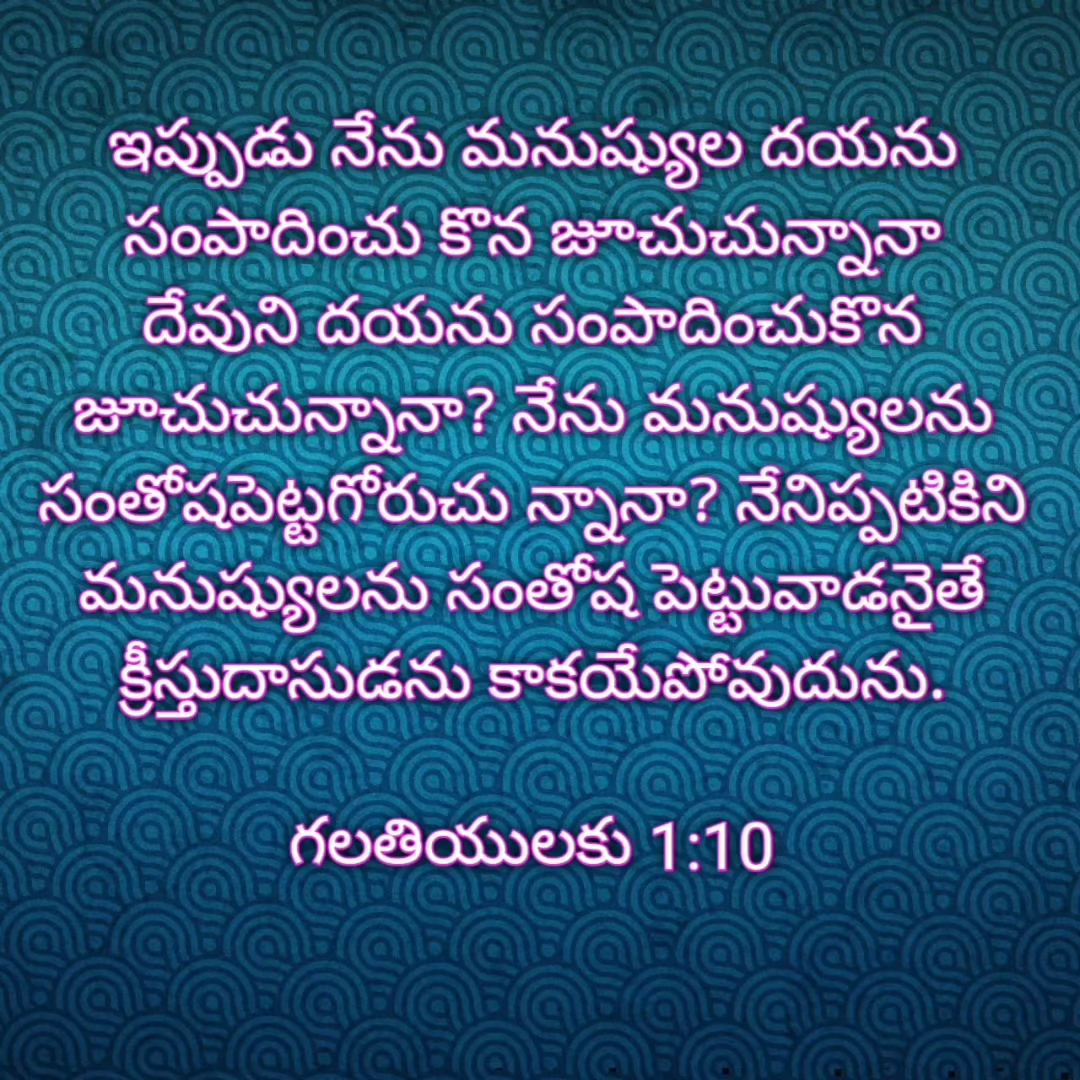 ఇప్పుడు నేను మనుష్యుల దయను
సంపాదించు కొన జూచుచున్నానా
దేవుని దయను సంపాదించుకొన
జూచుచున్నానా? నేను మనుష్యులను
సంతోషపెట్టగోరుచు న్నానా? నేనిప్పటికిని
మనుష్యులను సంతోష పెట్టువాడనైతే
క్రీస్తుదాసుడను కాకయేపోవుదును.
గలతియులకు 1:10